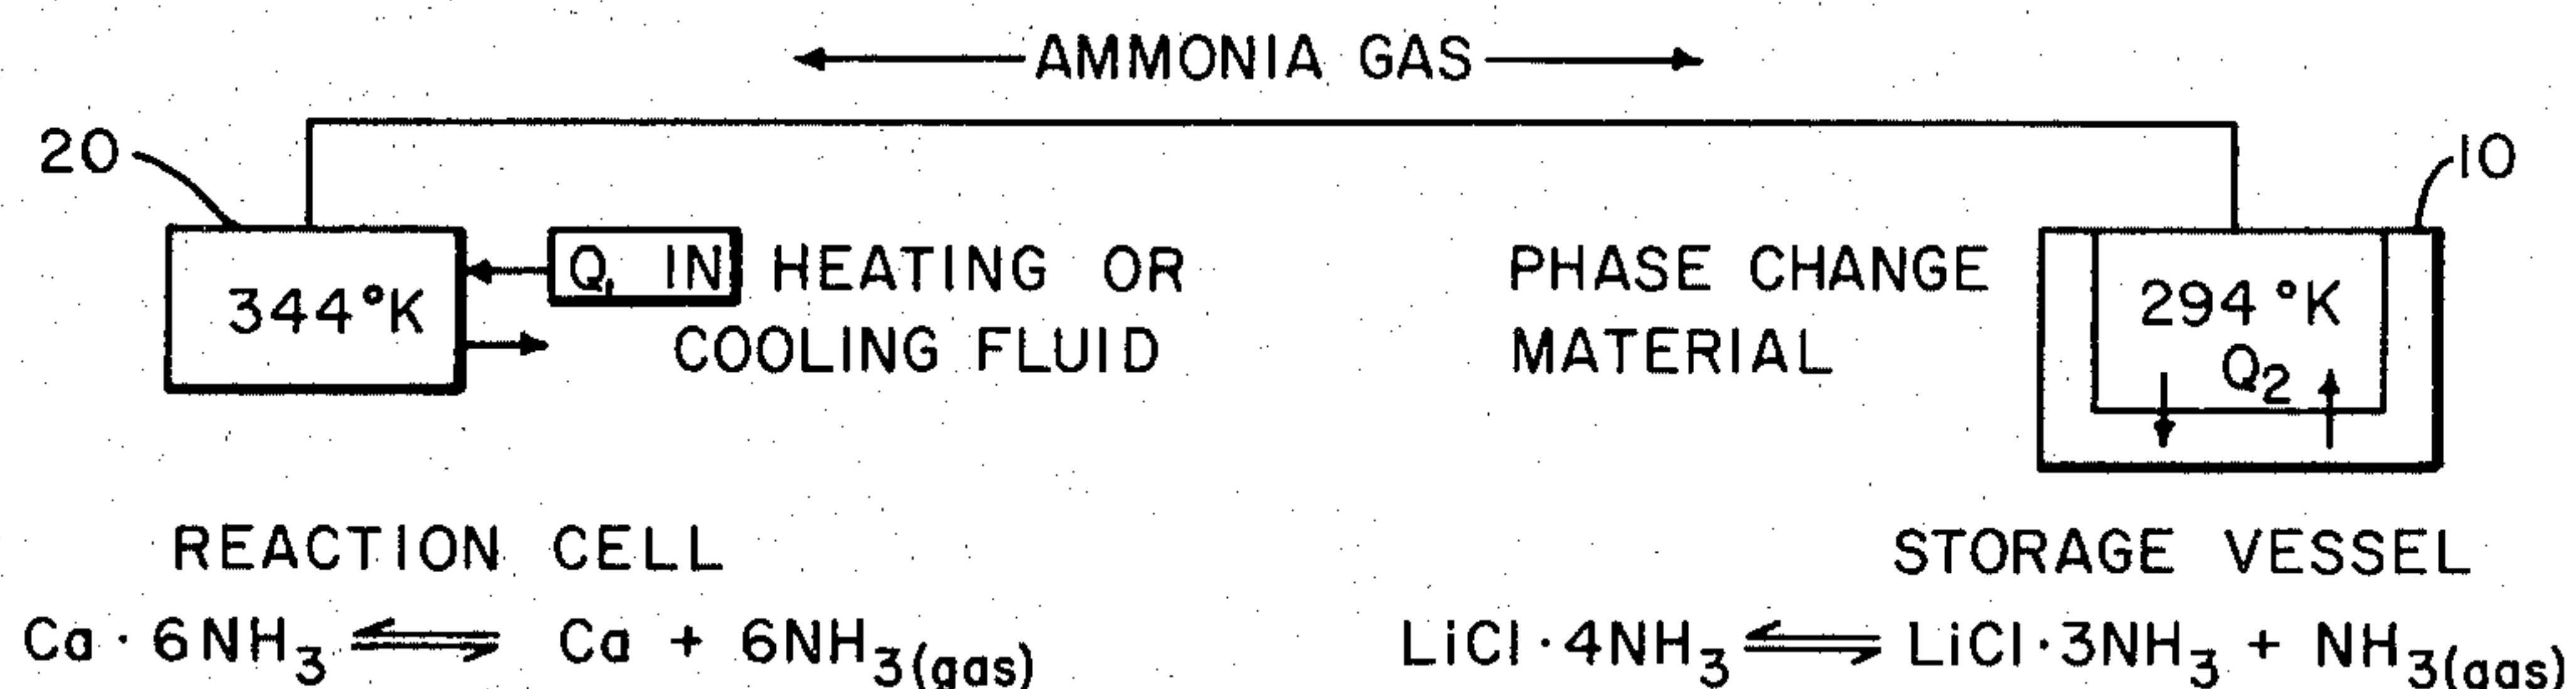 AMMONIA GAS
20
10
344°K
Q₁ IN
HEATING OR
COOLING FLUID
PHASE CHANGE
MATERIAL
294°K
Q₂
REACTION CELL
STORAGE VESSEL
Ca · 6NH₃ ⇌ Ca + 6NH₃(gas)
LiCl · 4NH₃ ⇌ LiCl · 3NH₃ + NH₃(gas)